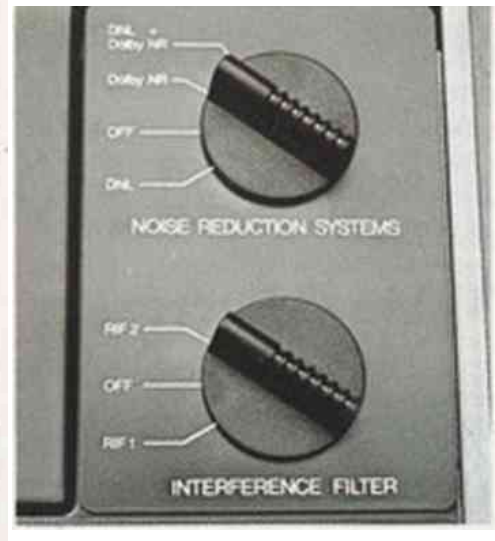 DNL +
Dolby NR
Dolby NR
OFF
DNL
NOISE REDUCTION SYSTEMS
RIF 2
OFF
RIF 1
INTERFERENCE FILTER